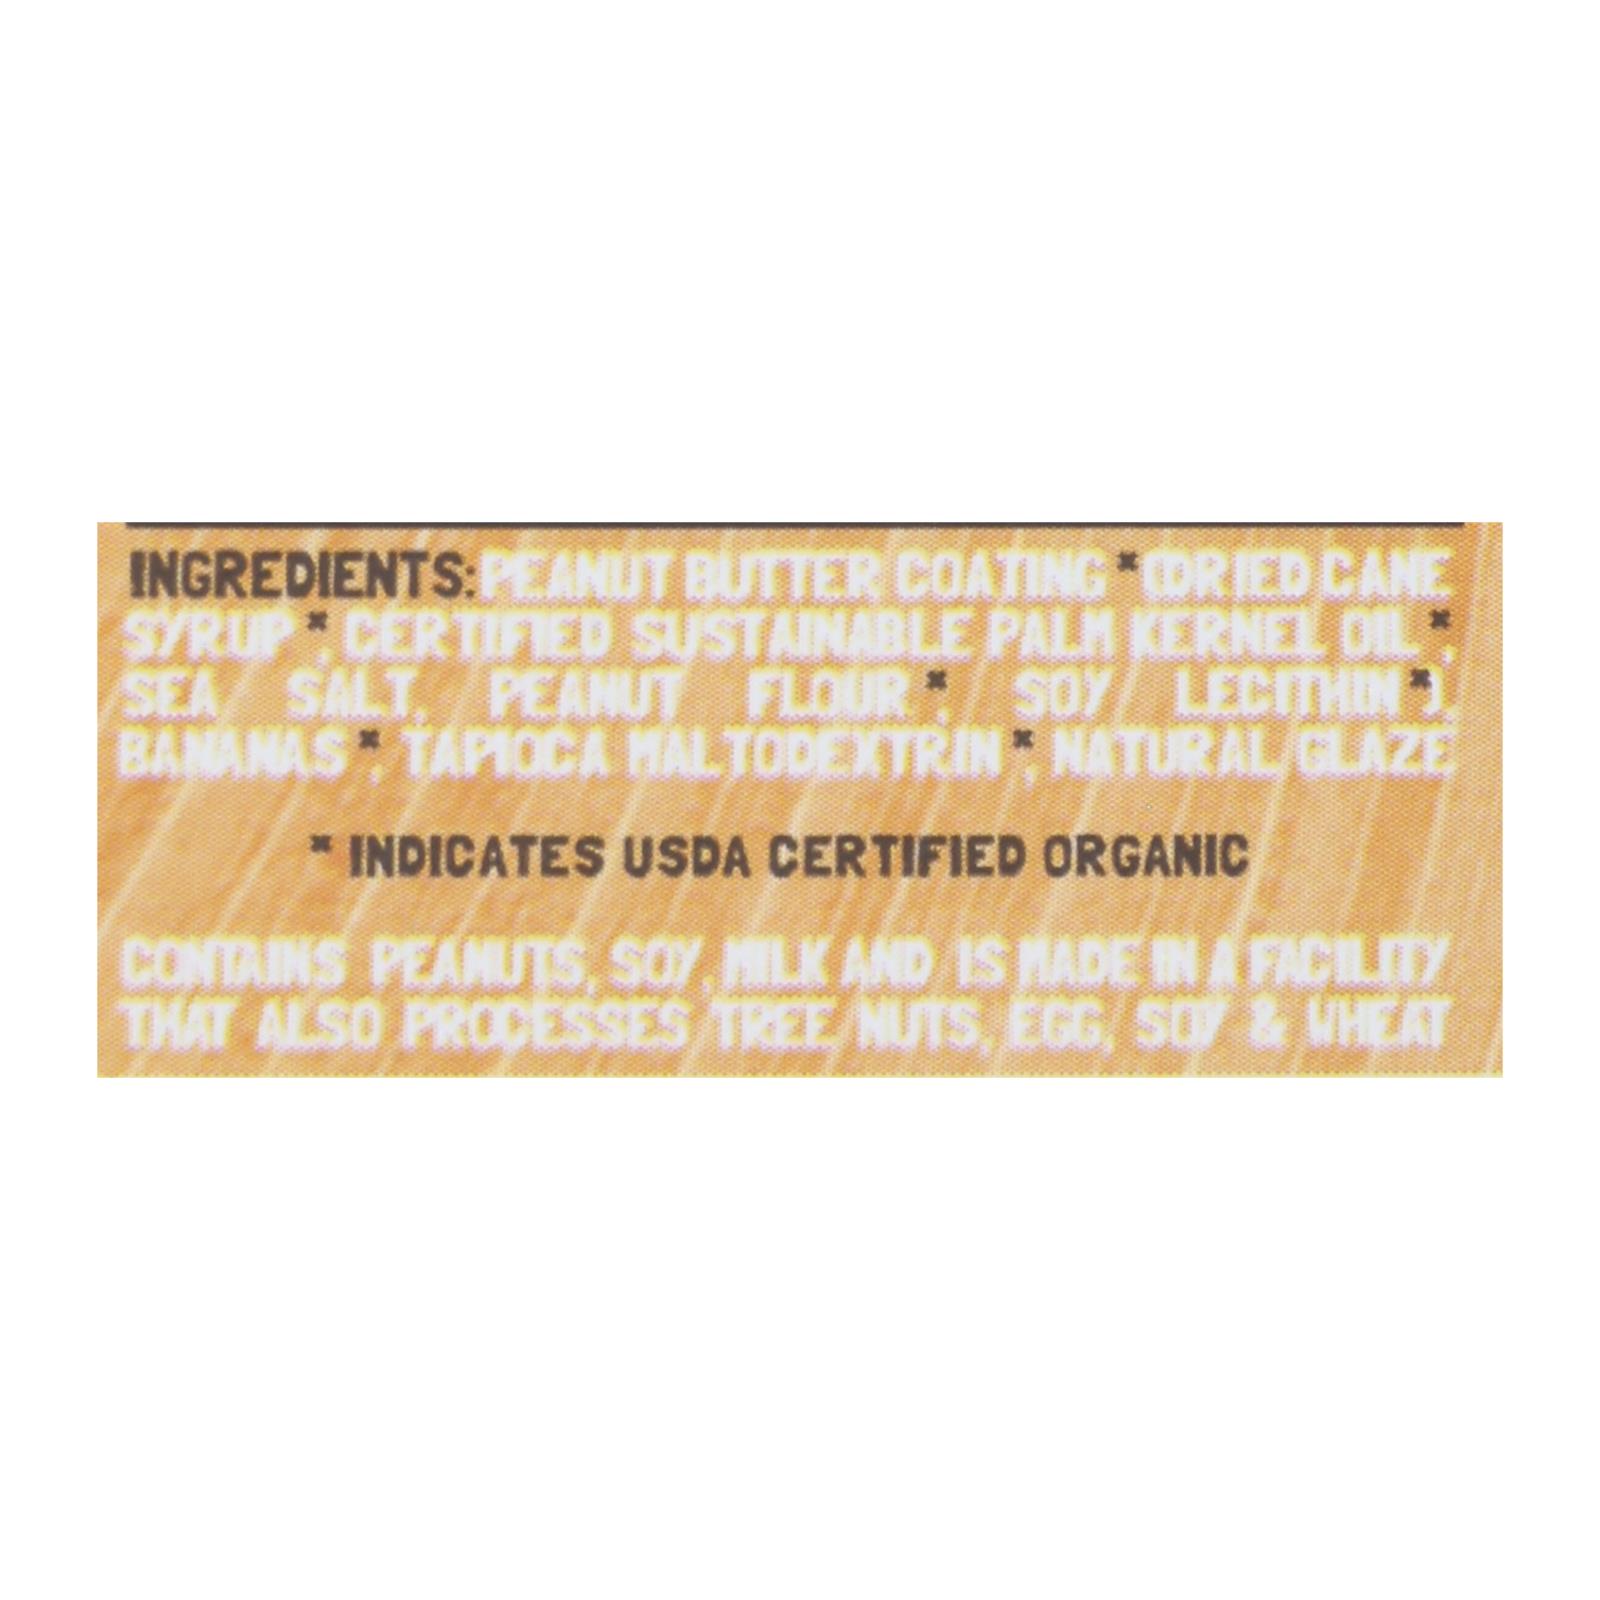 INGREDIENTS: PEANUT BUTTER COATING * (DRIED CANE
SYRUP *, CERTIFIED SUSTAINABLE PALM KERNEL OIL *,
SEA SALT, PEANUT FLOUR *, SOY LECITHIN *),
BANANAS *, TAPIOCA MALTODEXTRIN *, NATURAL GLAZE
* INDICATES USDA CERTIFIED ORGANIC
CONTAINS PEANUTS, SOY, MILK AND IS MADE IN A FACILITY
THAT ALSO PROCESSES TREE NUTS, EGG, SOY & WHEAT